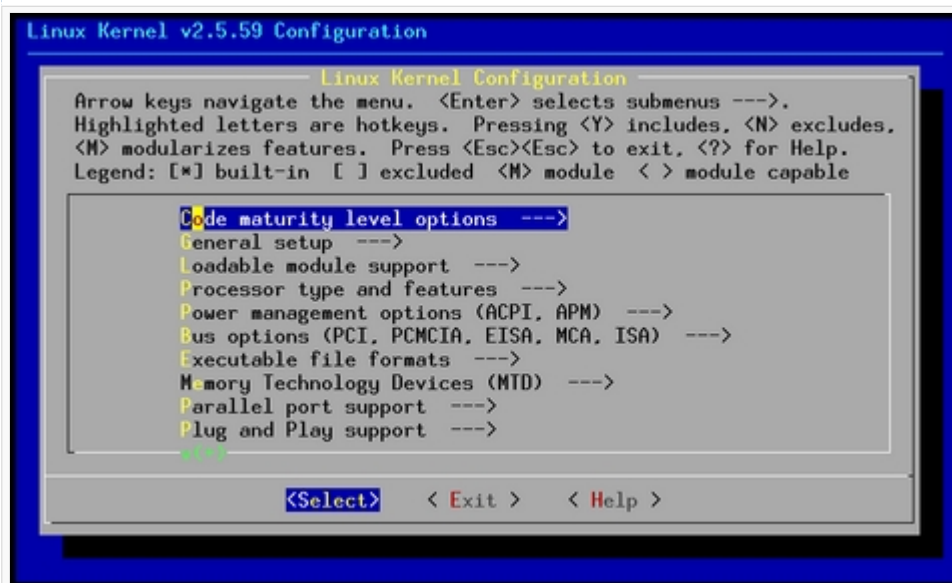 Linux Kernel v2.5.59 Configuration
Linux Kernel Configuration
Arrow keys navigate the menu. <Enter> selects submenus --->.
Highlighted letters are hotkeys. Pressing <Y> includes, <N> excludes,
<M> modularizes features. Press <Esc><Esc> to exit, <?> for Help.
Legend: [*] built-in [ ] excluded <M> module < > module capable
Code maturity level options --->
General setup --->
Loadable module support --->
Processor type and features --->
Power management options (ACPI, APM) --->
Bus options (PCI, PCMCIA, EISA, MCA, ISA) --->
Executable file formats --->
Memory Technology Devices (MTD) --->
Parallel port support --->
Plug and Play support --->
v(+)
<Select> < Exit > < Help >